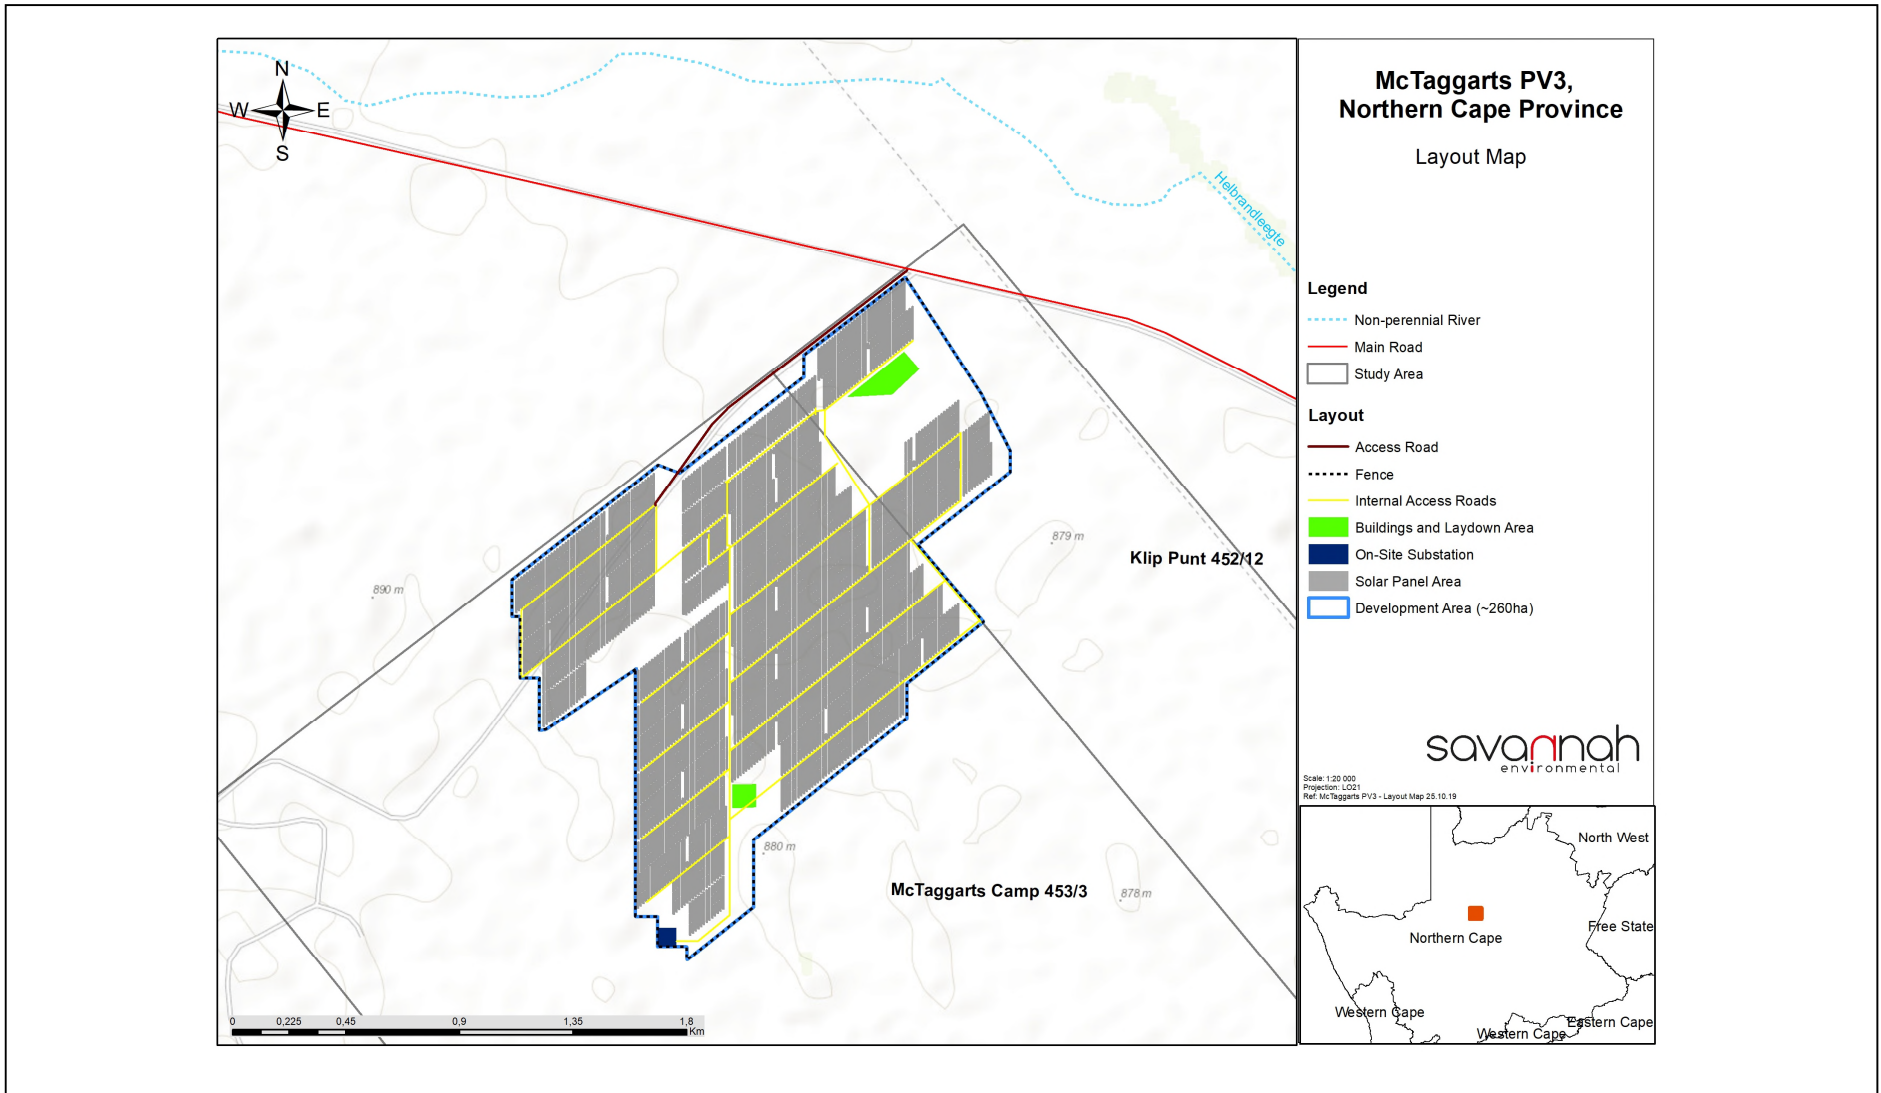 McTaggarts PV3,
Northern Cape Province
Layout Map
N
W E
S
Helbrandleegte
890 m
879 m
Klip Punt 452/12
880 m
McTaggarts Camp 453/3
878 m
0 0,225 0,45 0,9 1,35 1,8
Km
Legend
Non-perennial River
Main Road
Study Area
Layout
Access Road
Fence
Internal Access Roads
Buildings and Laydown Area
On-Site Substation
Solar Panel Area
Development Area (~260ha)
savannah
environmental
Scale: 1:20 000
Projection: LO21
Ref: McTaggarts PV3 - Layout Map 25.10.19
North West
Free State
Northern Cape
Western Cape
Eastern Cape
Western Cape